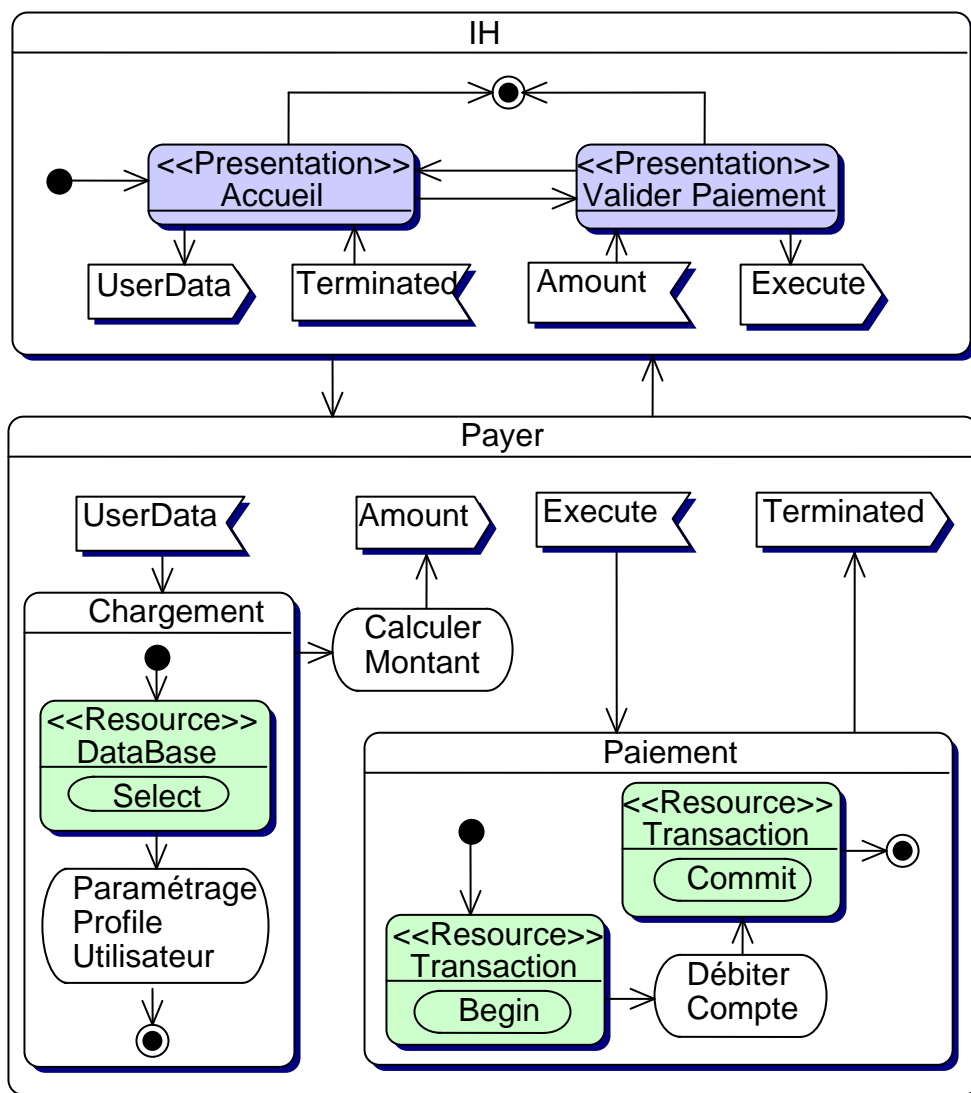 IH
<<Presentation>>
Accueil
<<Presentation>>
Valider Paiement
UserData
Terminated
Amount
Execute
Payer
UserData
Amount
Execute
Terminated
Chargement
Calculer
Montant
<<Resource>>
DataBase
Select
Paramétrage
Profile
Utilisateur
Paiement
<<Resource>>
Transaction
Commit
<<Resource>>
Transaction
Begin
Débiter
Compte